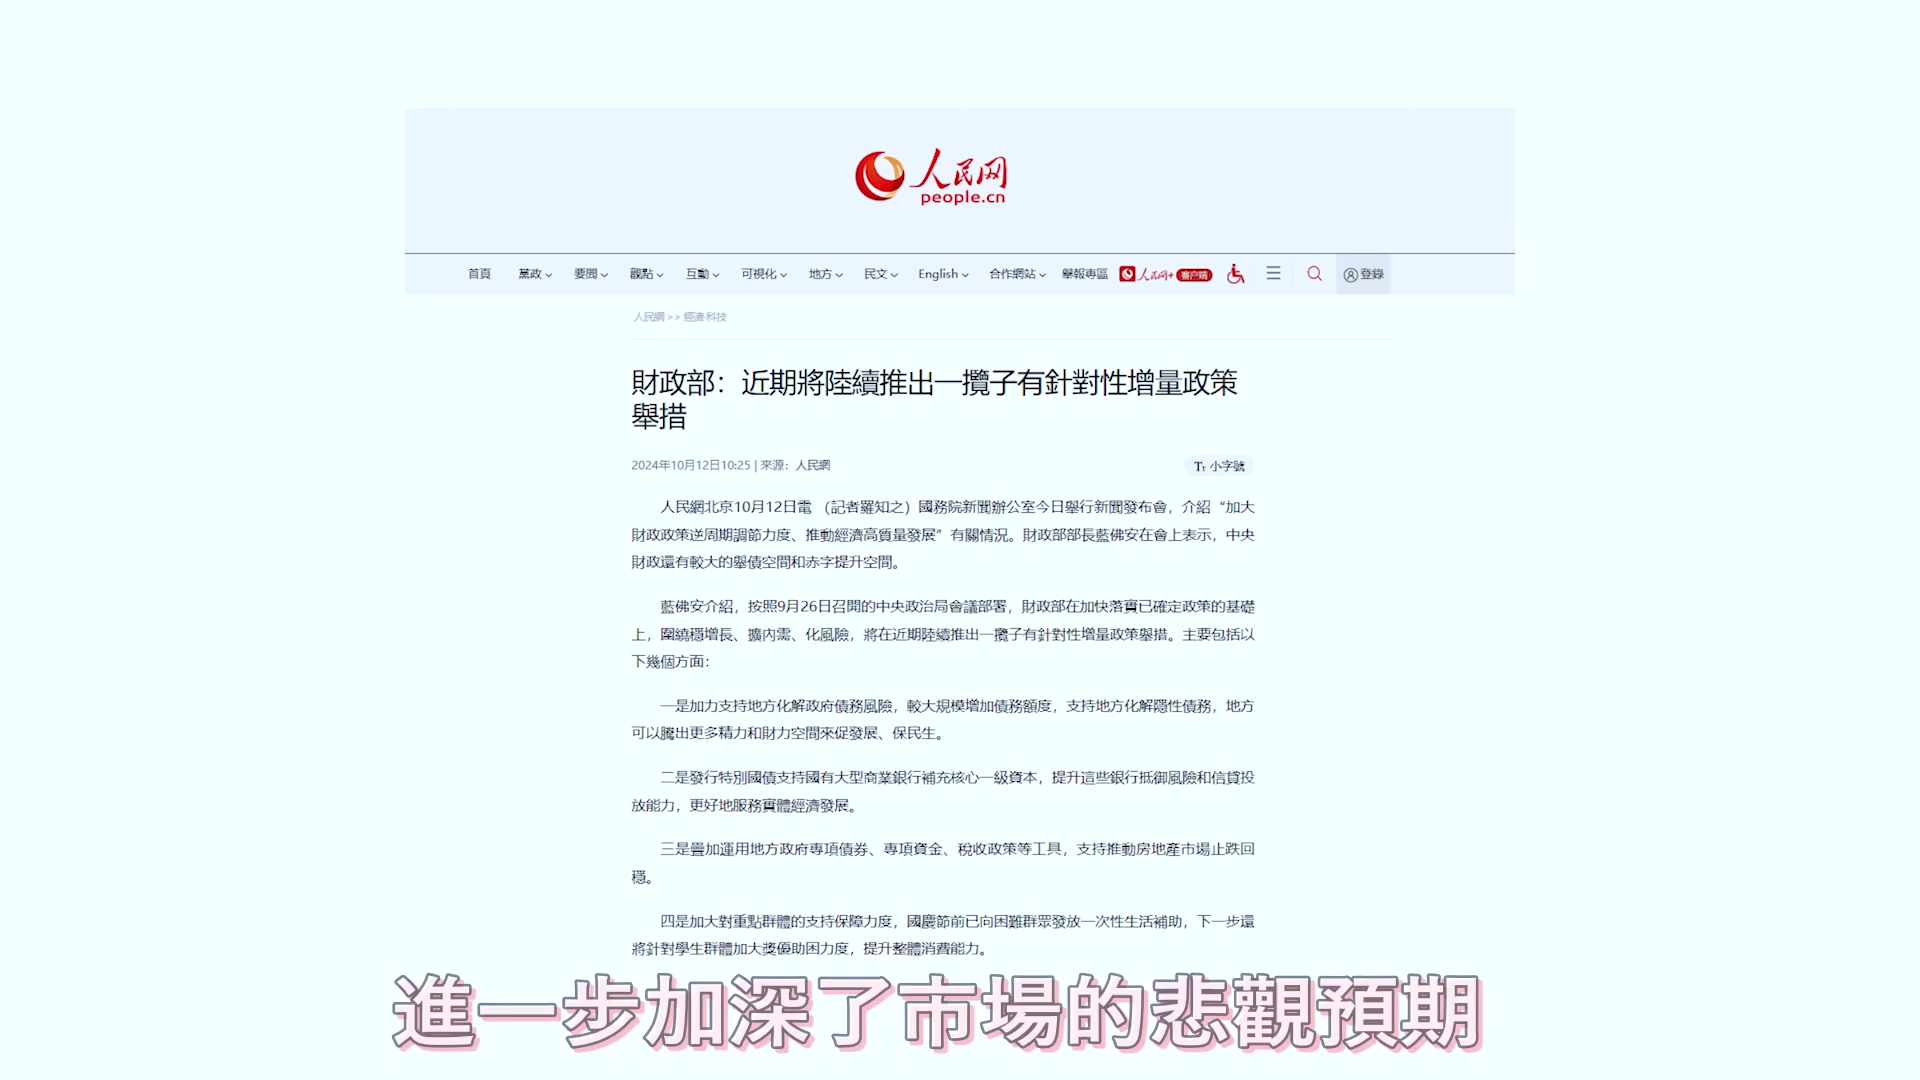 人民网
people.cn
首頁 黨政 要聞 觀點 互動 可視化 地方 民文 English 合作網站 舉報專區 人民网+ 客户端 登錄
人民網>>經濟·科技
財政部：近期將陸續推出一攬子有針對性增量政策
舉措
2024年10月12日10:25 | 來源：人民網
Tт 小字號
人民網北京10月12日電 （記者羅知之）國務院新聞辦公室今日舉行新聞發布會，介紹“加大
財政政策逆周期調節力度、推動經濟高質量發展”有關情況。財政部部長藍佛安在會上表示，中央
財政還有較大的舉債空間和赤字提升空間。
藍佛安介紹，按照9月26日召開的中央政治局會議部署，財政部在加快落實已確定政策的基礎
上，圍繞穩增長、擴內需、化風險，將在近期陸續推出一攬子有針對性增量政策舉措。主要包括以
下幾個方面：
一是加力支持地方化解政府債務風險，較大規模增加債務額度，支持地方化解隱性債務，地方
可以騰出更多精力和財力空間來促發展、保民生。
二是發行特別國債支持國有大型商業銀行補充核心一級資本，提升這些銀行抵御風險和信貸投
放能力，更好地服務實體經濟發展。
三是疊加運用地方政府專項債券、專項資金、稅收政策等工具，支持推動房地產市場止跌回
穩。
四是加大對重點群體的支持保障力度，國慶節前已向困難群眾發放一次性生活補助，下一步還
將針對學生群體加大獎優助困力度，提升整體消費能力。
進一步加深了市場的悲觀預期